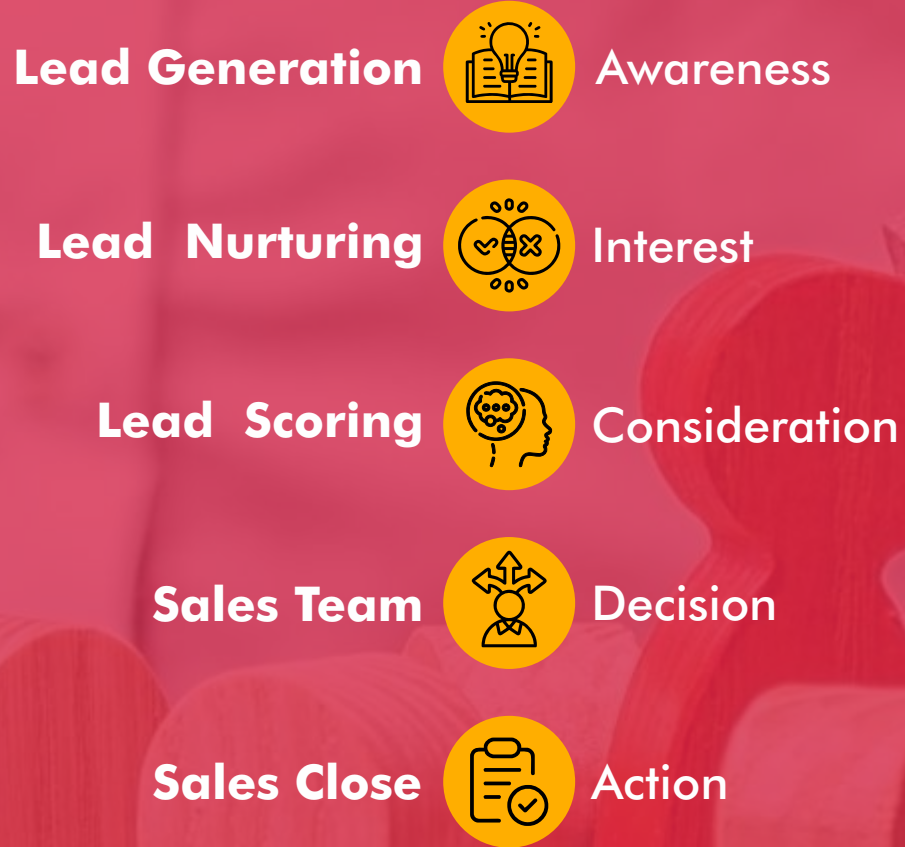 Lead Generation Awareness
Lead Nurturing Interest
Lead Scoring Consideration
Sales Team Decision
Sales Close Action